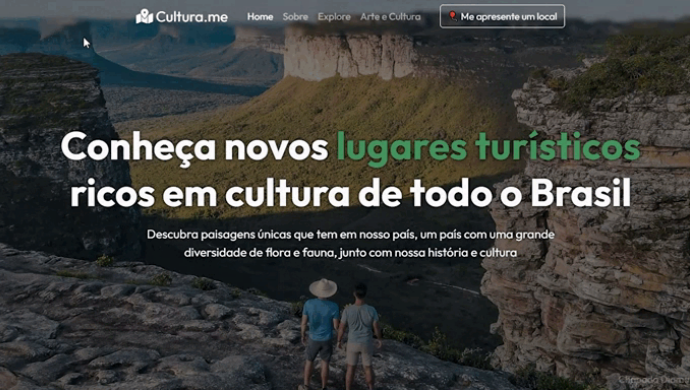 Cultura.me
Home Sobre Explore Arte e Cultura
Me apresente um local
Conheça novos lugares turísticos
ricos em cultura de todo o Brasil
Descubra paisagens únicas que tem em nosso país, um país com uma grande
diversidade de flora e fauna, junto com nossa história e cultura